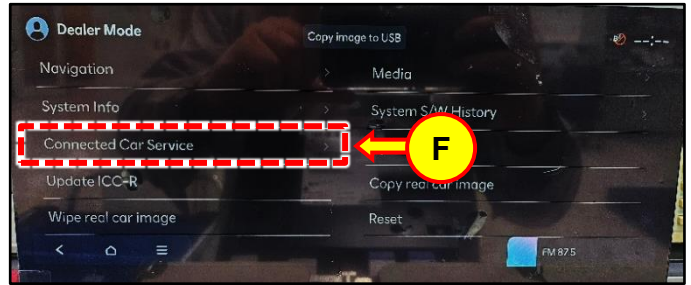 Dealer Mode
Copy image to USB
--:--
Navigation
Media
System Info
System S/W History
Connected Car Service
F
Update ICC-R
Copy real car image
Wipe real car image
Reset
FM 87.5